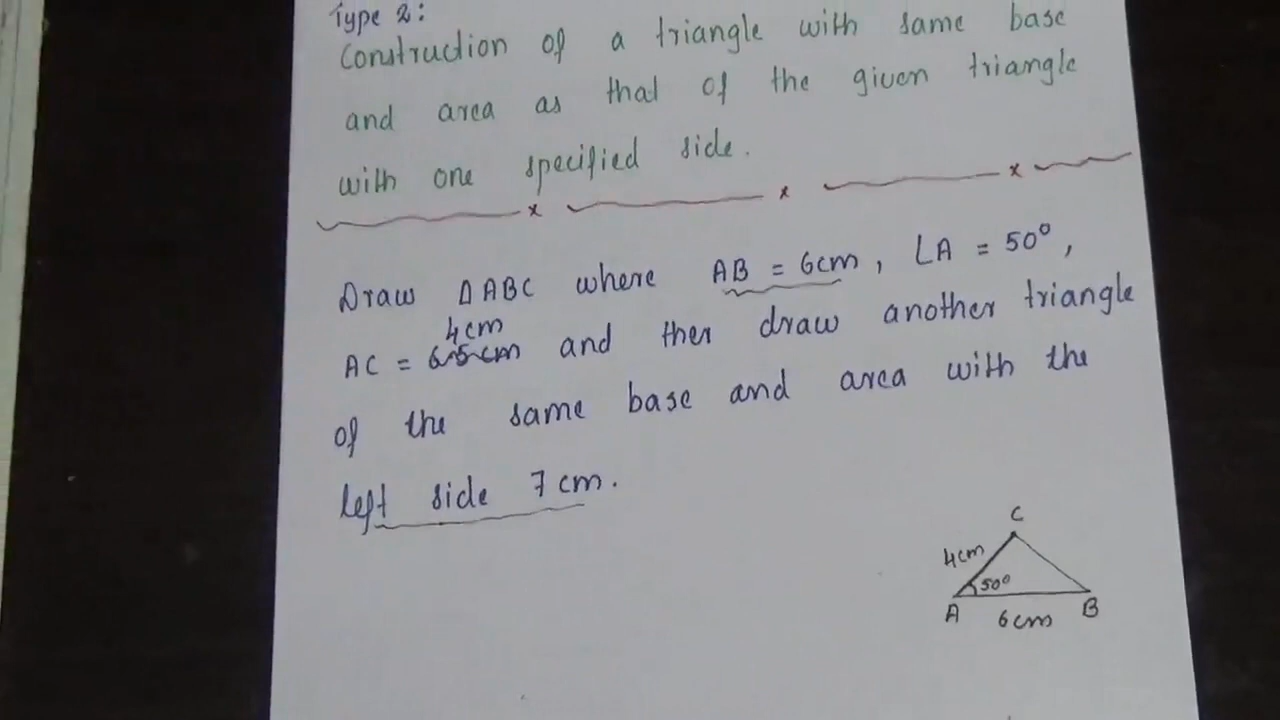 Type 2:
Construction of a triangle with same base
and area as that of the given triangle
with one specified side.
Draw ΔABC where AB = 6cm, ∠A = 50°,
4cm
AC = 6.5cm and then draw another triangle
of the same base and area with the
left side 7cm.
C
4cm
50°
A
6cm
B